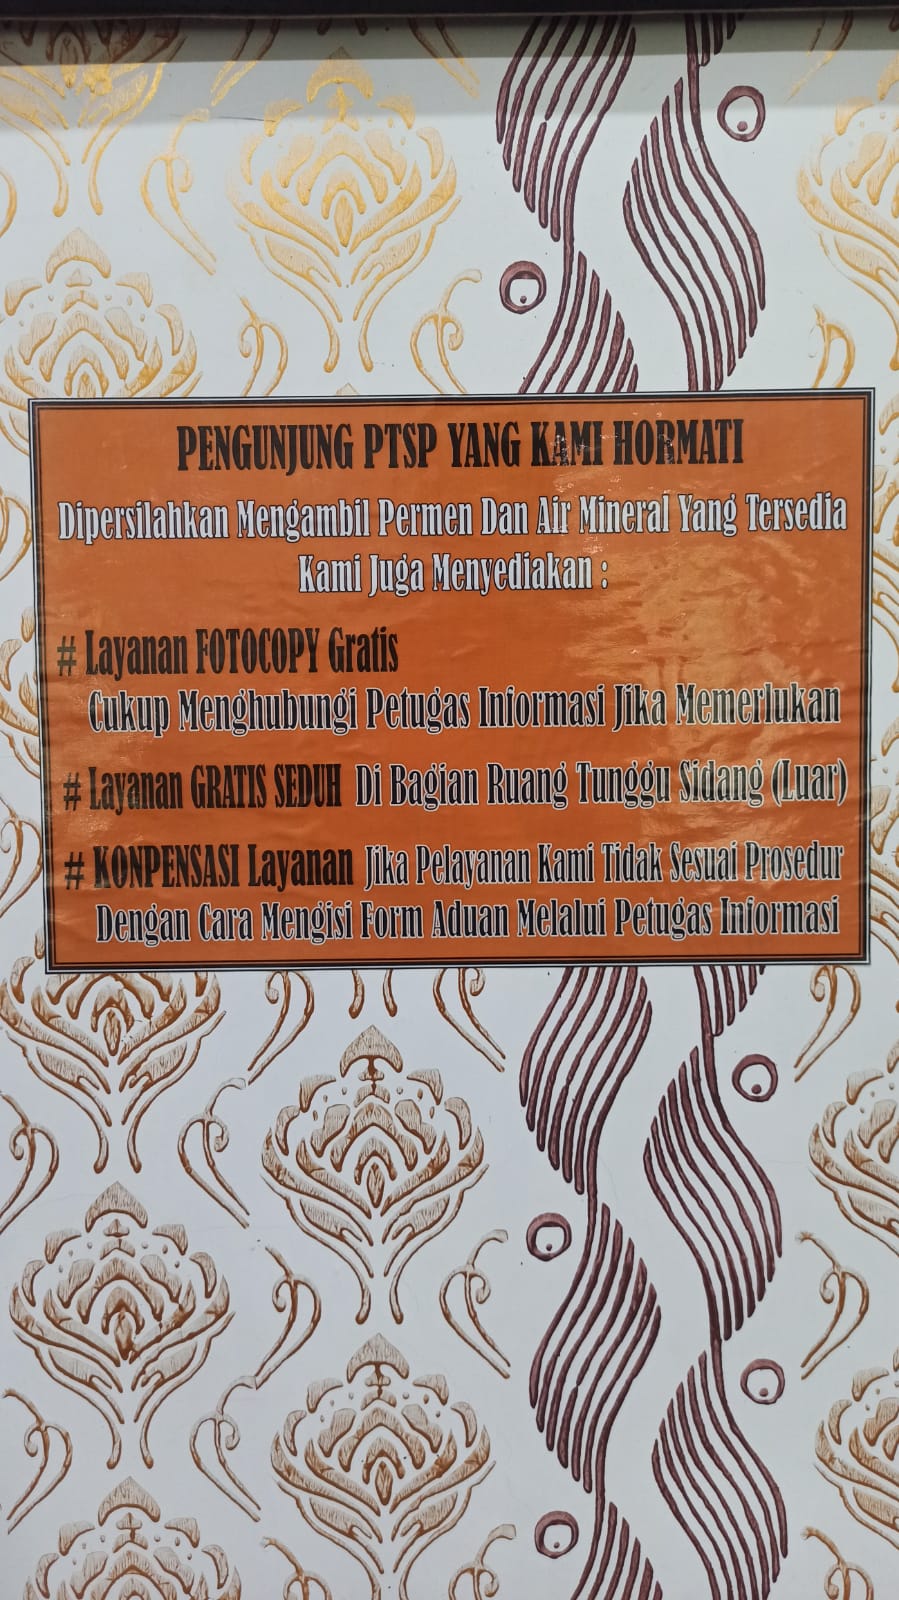 PENGUNJUNG PTSP YANG KAMI HORMATI
Dipersilahkan Mengambil Permen Dan Air Mineral Yang Tersedia
Kami Juga Menyediakan :
# Layanan FOTOCOPY Gratis
Cukup Menghubungi Petugas Informasi Jika Memerlukan
# Layanan GRATIS SEDUH Di Bagian Ruang Tunggu Sidang (Luar)
# KONPENSASI Layanan Jika Pelayanan Kami Tidak Sesuai Prosedur
Dengan Cara Mengisi Form Aduan Melalui Petugas Informasi